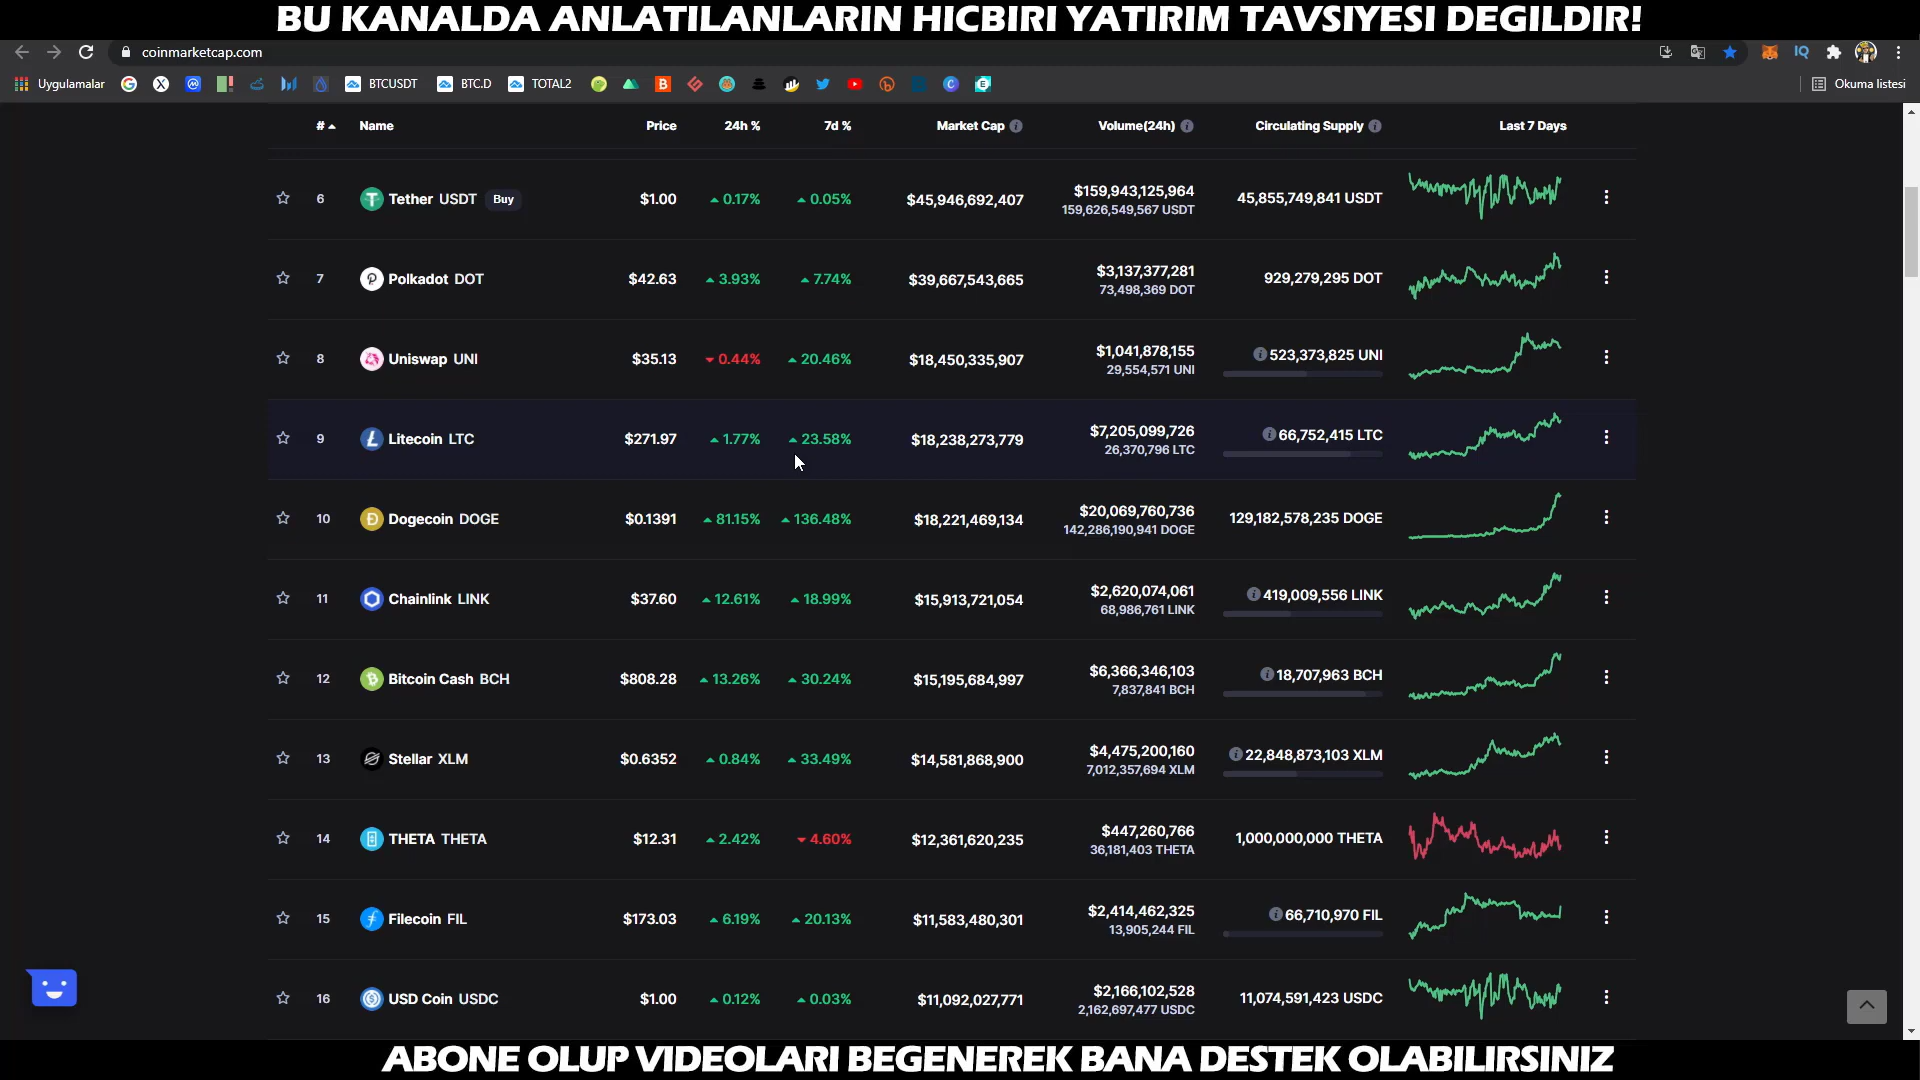 BU KANALDA ANLATILANLARIN HICBIRI YATIRIM TAVSIYESI DEGILDIR!
coinmarketcap.com
Uygulamalar BTCUSDT BTC.D TOTAL2 Okuma listesi
# Name Price 24h % 7d % Market Cap Volume(24h) Circulating Supply Last 7 Days
6 Tether USDT Buy $1.00 0.17% 0.05% $45,946,692,407 $159,943,125,964 45,855,749,841 USDT
159,626,549,567 USDT
7 Polkadot DOT $42.63 3.93% 7.74% $39,667,543,665 $3,137,377,281 929,279,295 DOT
73,498,369 DOT
8 Uniswap UNI $35.13 0.44% 20.46% $18,450,335,907 $1,041,878,155 523,373,825 UNI
29,554,571 UNI
9 Litecoin LTC $271.97 1.77% 23.58% $18,238,273,779 $7,205,099,726 66,752,415 LTC
26,370,796 LTC
10 Dogecoin DOGE $0.1391 81.15% 136.48% $18,221,469,134 $20,069,760,736 129,182,578,235 DOGE
142,286,190,941 DOGE
11 Chainlink LINK $37.60 12.61% 18.99% $15,913,721,054 $2,620,074,061 419,009,556 LINK
68,986,761 LINK
12 Bitcoin Cash BCH $808.28 13.26% 30.24% $15,195,684,997 $6,366,346,103 18,707,963 BCH
7,837,841 BCH
13 Stellar XLM $0.6352 0.84% 33.49% $14,581,868,900 $4,475,200,160 22,848,873,103 XLM
7,012,357,694 XLM
14 THETA THETA $12.31 2.42% 4.60% $12,361,620,235 $447,260,766 1,000,000,000 THETA
36,181,403 THETA
15 Filecoin FIL $173.03 6.19% 20.13% $11,583,480,301 $2,414,462,325 66,710,970 FIL
13,905,244 FIL
16 USD Coin USDC $1.00 0.12% 0.03% $11,092,027,771 $2,166,102,528 11,074,591,423 USDC
2,162,697,477 USDC
ABONE OLUP VIDEOLARI BEGENEREK BANA DESTEK OLABILIRSINIZ